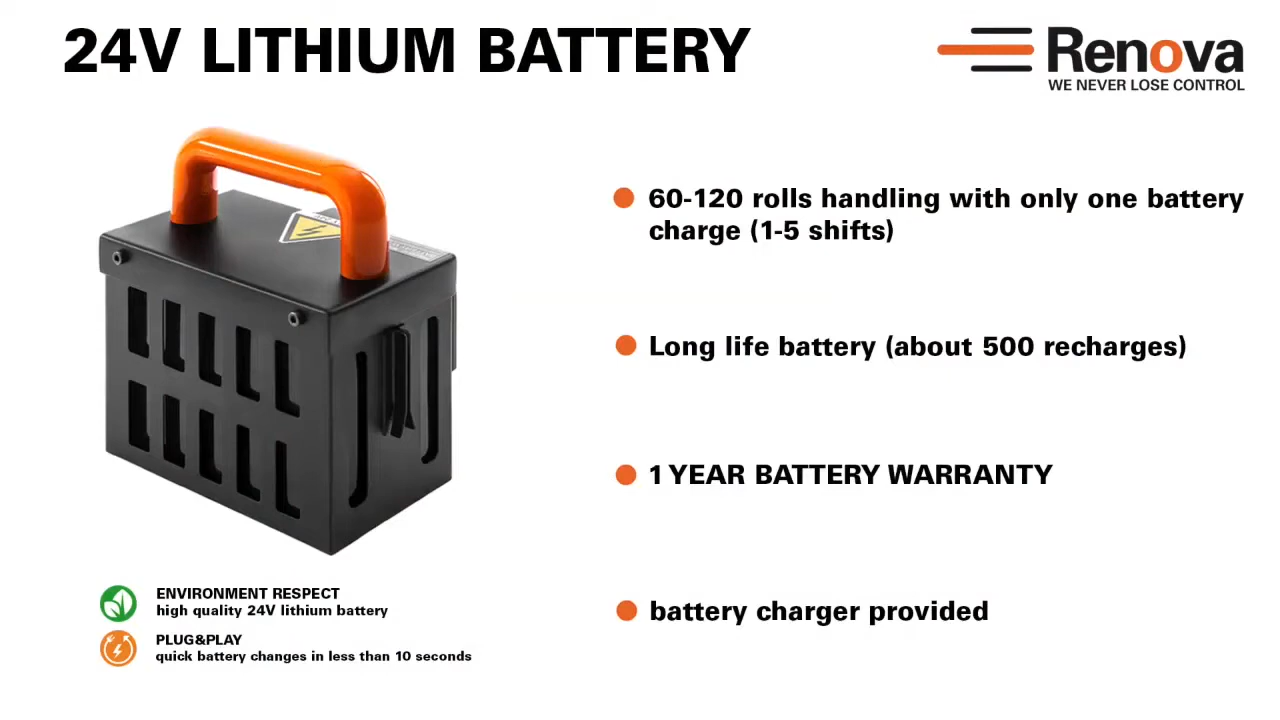 24V LITHIUM BATTERY
Renova
WE NEVER LOSE CONTROL
60-120 rolls handling with only one battery
charge (1-5 shifts)
Long life battery (about 500 recharges)
1 YEAR BATTERY WARRANTY
battery charger provided
ENVIRONMENT RESPECT
high quality 24V lithium battery
PLUG&PLAY
quick battery changes in less than 10 seconds